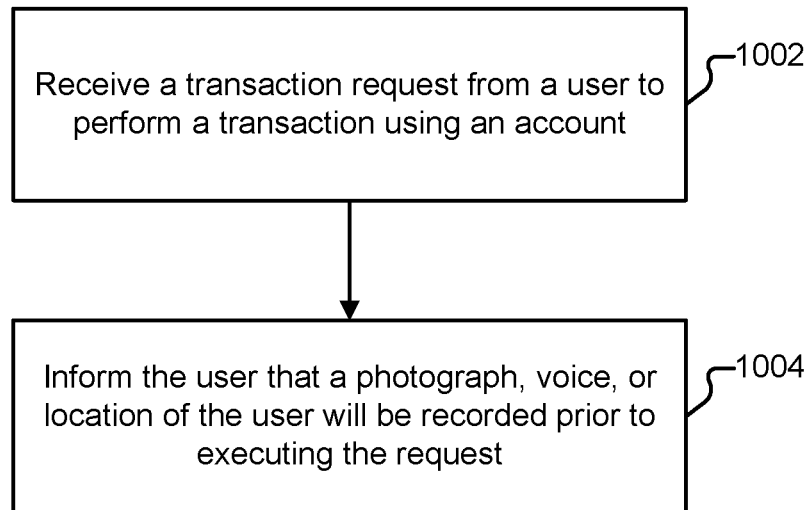 Receive a transaction request from a user to
perform a transaction using an account
1002
Inform the user that a photograph, voice, or
location of the user will be recorded prior to
executing the request
1004